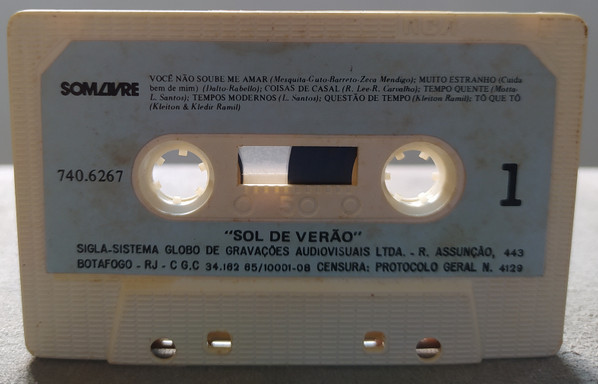 SOM LIVRE
VOCÊ NÃO SOUBE ME AMAR (Mesquita-Guto-Barreto-Zeca Mendigo); MUITO ESTRANHO (Cuida
bem de mim) (Dalto-Rabello); COISAS DE CASAL (R. Lee-R. Carvalho); TEMPO QUENTE (Motta-
L. Santos); TEMPOS MODERNOS (L. Santos); QUESTÃO DE TEMPO (Kleiton Ramil); TÔ QUE TÔ
(Kleiton & Kledir Ramil)
740.6267
1
"SOL DE VERÃO"
SIGLA-SISTEMA GLOBO DE GRAVAÇÕES AUDIOVISUAIS LTDA. - R. ASSUNÇÃO, 443
BOTAFOGO - RJ - C G C 34.162 65/10001-08 CENSURA: PROTOCOLO GERAL N. 4129